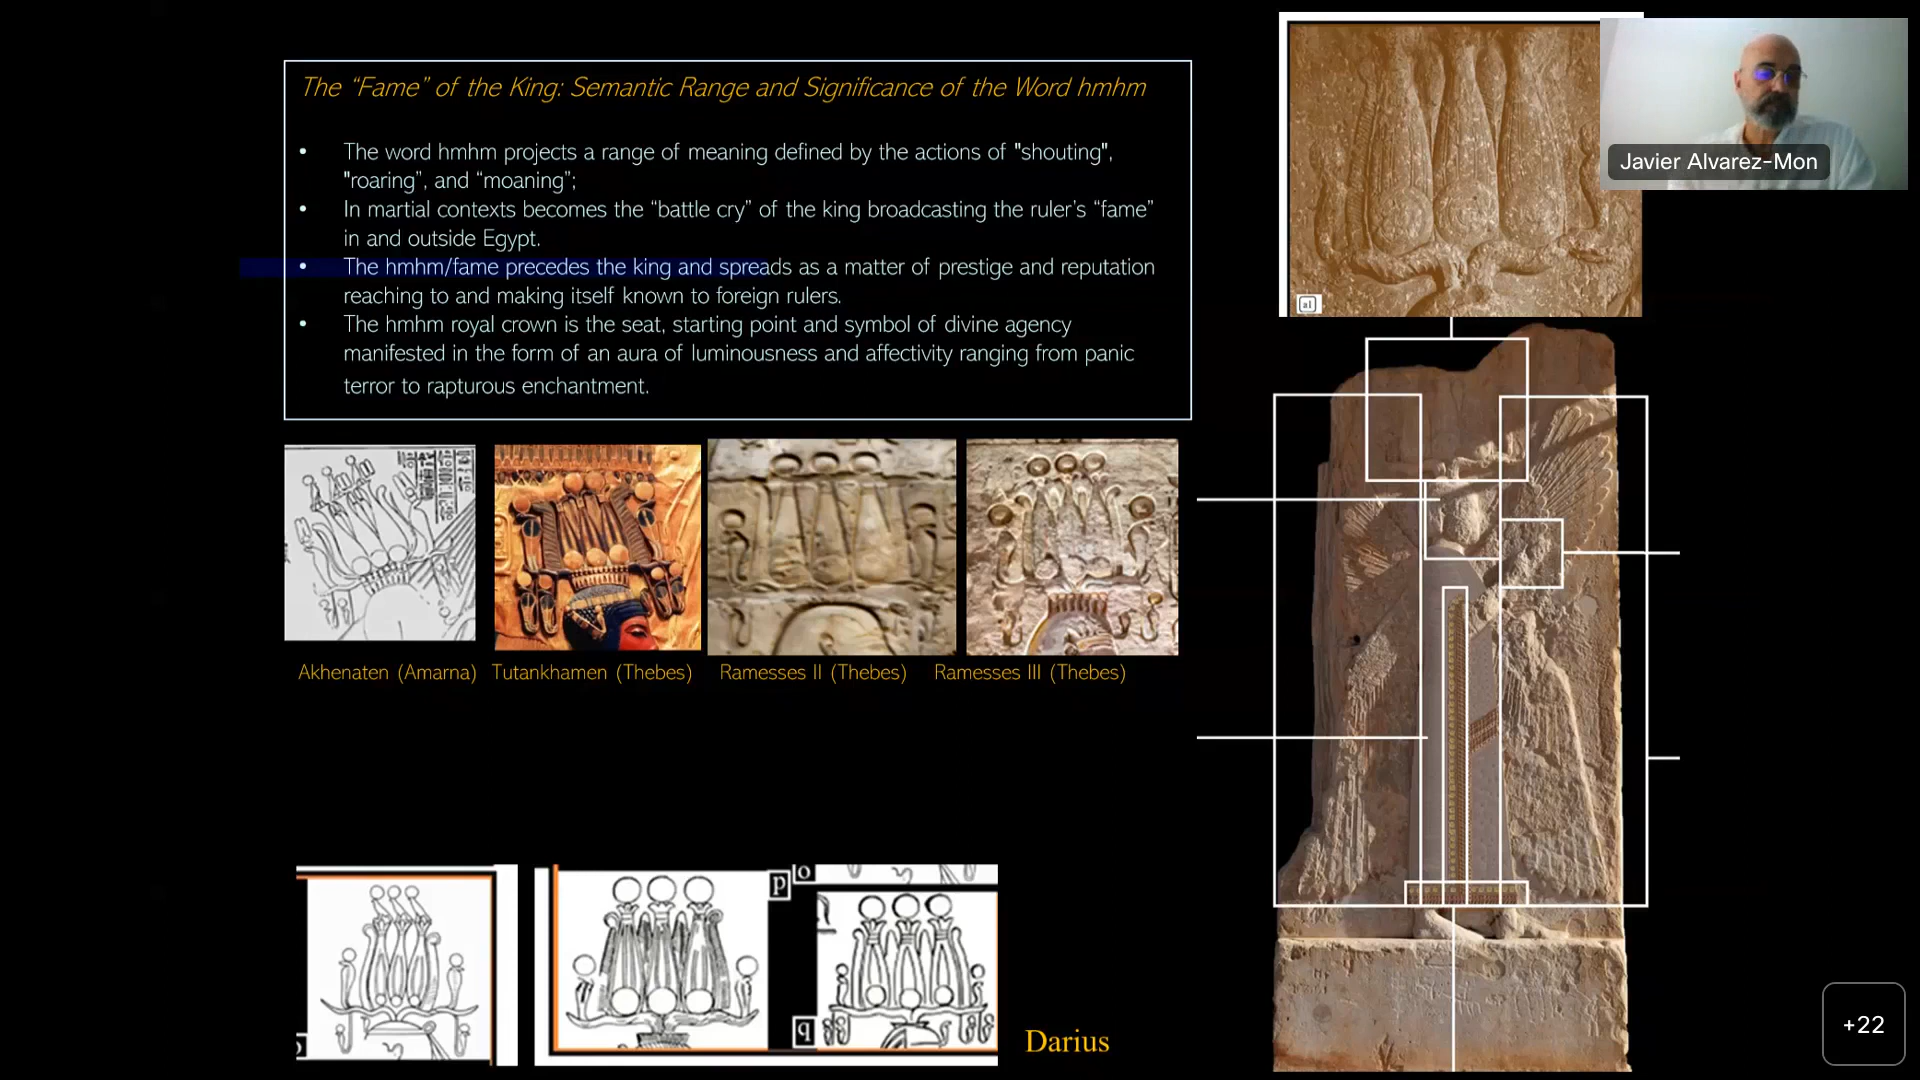 The “Fame” of the King: Semantic Range and Significance of the Word hmhm
• The word hmhm projects a range of meaning defined by the actions of "shouting",
"roaring”, and “moaning”;
• In martial contexts becomes the “battle cry” of the king broadcasting the ruler’s “fame”
in and outside Egypt.
• The hmhm/fame precedes the king and spreads as a matter of prestige and reputation
reaching to and making itself known to foreign rulers.
• The hmhm royal crown is the seat, starting point and symbol of divine agency
manifested in the form of an aura of luminousness and affectivity ranging from panic
terror to rapturous enchantment.
Javier Alvarez-Mon
a1
Akhenaten (Amarna)
Tutankhamen (Thebes)
Ramesses II (Thebes)
Ramesses III (Thebes)
p
o
q
Darius
+22